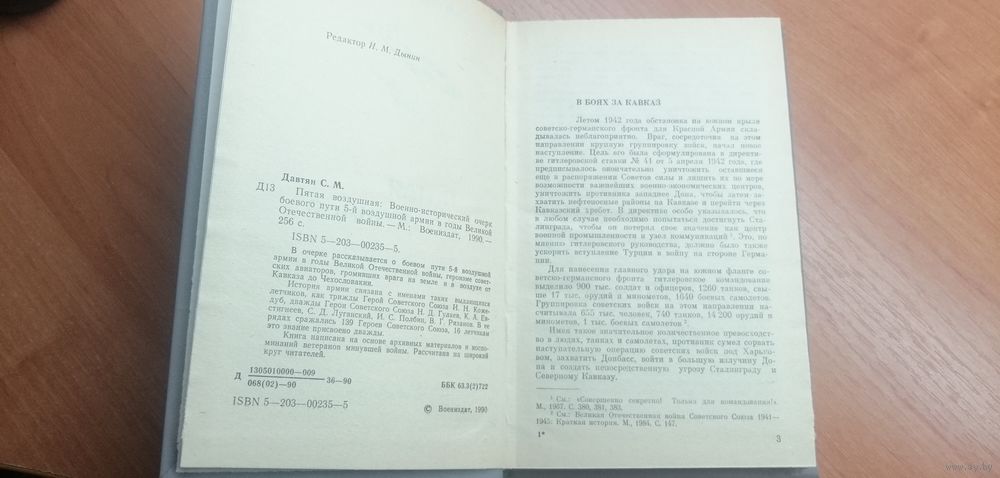 Редактор И. М. Дынин
Давтян С. М.
Д13 Пятая воздушная: Военно-исторический очерк
боевого пути 5-й воздушной армии в годы Великой
Отечественной войны. — М.: Воениздат, 1990.—
256 с.
ISBN 5—203—00235—5.
В очерке рассказывается о боевом пути 5-й воздушной
армии в годы Великой Отечественной войны, героизме совет-
ских авиаторов, громивших врага на земле и в воздухе от
Кавказа до Чехословакии.
История армии связана с именами таких выдающихся
летчиков, как трижды Герой Советского Союза И. Н. Коже-
дуб, дважды Герои Советского Союза Н. Д. Гулаев, К. А. Ев-
стигнеев, С. Д. Луганский, И. С. Полбин, В. Г. Рязанов. В ее
рядах сражались 139 Героев Советского Союза, 16 летчикам
это звание присвоено дважды.
Книга написана на основе архивных материалов и воспо-
минаний ветеранов минувшей войны. Рассчитана на широкий
круг читателей.
Д 1305010000—009
068(02)—90 36—90
ББК 63.3(2)722
ISBN 5—203—00235—5
© Воениздат, 1990
В БОЯХ ЗА КАВКАЗ
Летом 1942 года обстановка на южном крыле
советско-германского фронта для Красной Армии скла-
дывалась неблагоприятно. Враг, сосредоточив на этом
направлении крупную группировку войск, начал новое
наступление. Цель его была сформулирована в директи-
ве гитлеровской ставки № 41 от 5 апреля 1942 года, где
предписывалось окончательно уничтожить оставшиеся
еще в распоряжении Советов силы и лишить их по мере
возможности важнейших военно-экономических центров,
уничтожить противника западнее Дона, чтобы затем за-
хватить нефтеносные районы на Кавказе и перейти через
Кавказский хребет. В директиве особо указывалось, что
в любом случае необходимо попытаться достигнуть Ста-
линграда, чтобы он потерял свое значение как центр
военной промышленности и узел коммуникаций 1. Это, по
мнению гитлеровского руководства, должно было также
ускорить вступление Турции в войну на стороне Герма-
нии.
Для нанесения главного удара на южном фланге со-
ветско-германского фронта гитлеровское командование
выделило 900 тыс. солдат и офицеров, 1260 танков, свы-
ше 17 тыс. орудий и минометов, 1640 боевых самолетов.
Группировка советских войск на этом направлении на-
считывала 655 тыс. человек, 740 танков, 14 200 орудий и
минометов, 1 тыс. боевых самолетов 2.
Имея такое значительное количественное превосходст-
во в людях, танках и самолетах, противник сумел сорвать
наступательную операцию советских войск под Харько-
вом, захватить Донбасс, войти в большую излучину До-
на и создать непосредственную угрозу Сталинграду и
Северному Кавказу.
1 См.: «Совершенно секретно! Только для командования!».
М., 1967. С. 380, 381, 383.
2 См.: Великая Отечественная война Советского Союза 1941—
1945: Краткая история. М., 1984. С. 147.
1*
3
www.ay.by